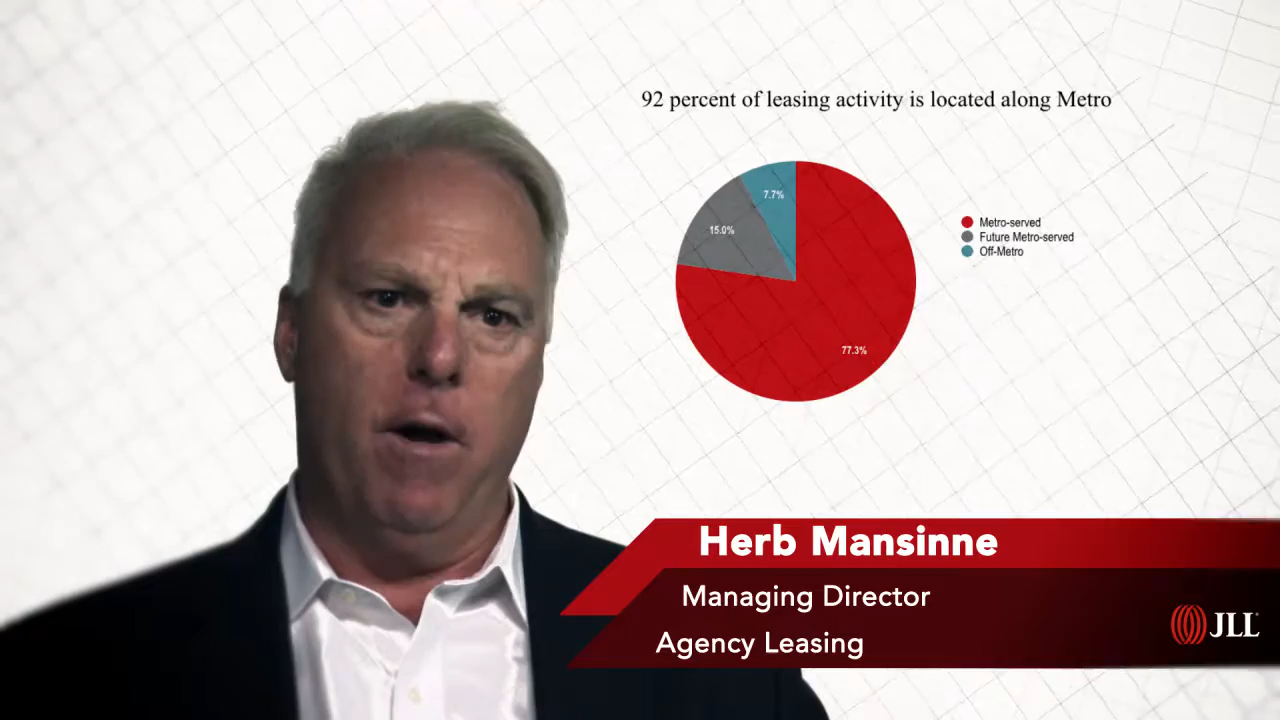 92 percent of leasing activity is located along Metro
7.7%
15.0%
77.3%
Metro-served
Future Metro-served
Off-Metro
Herb Mansinne
Managing Director
Agency Leasing
JLL